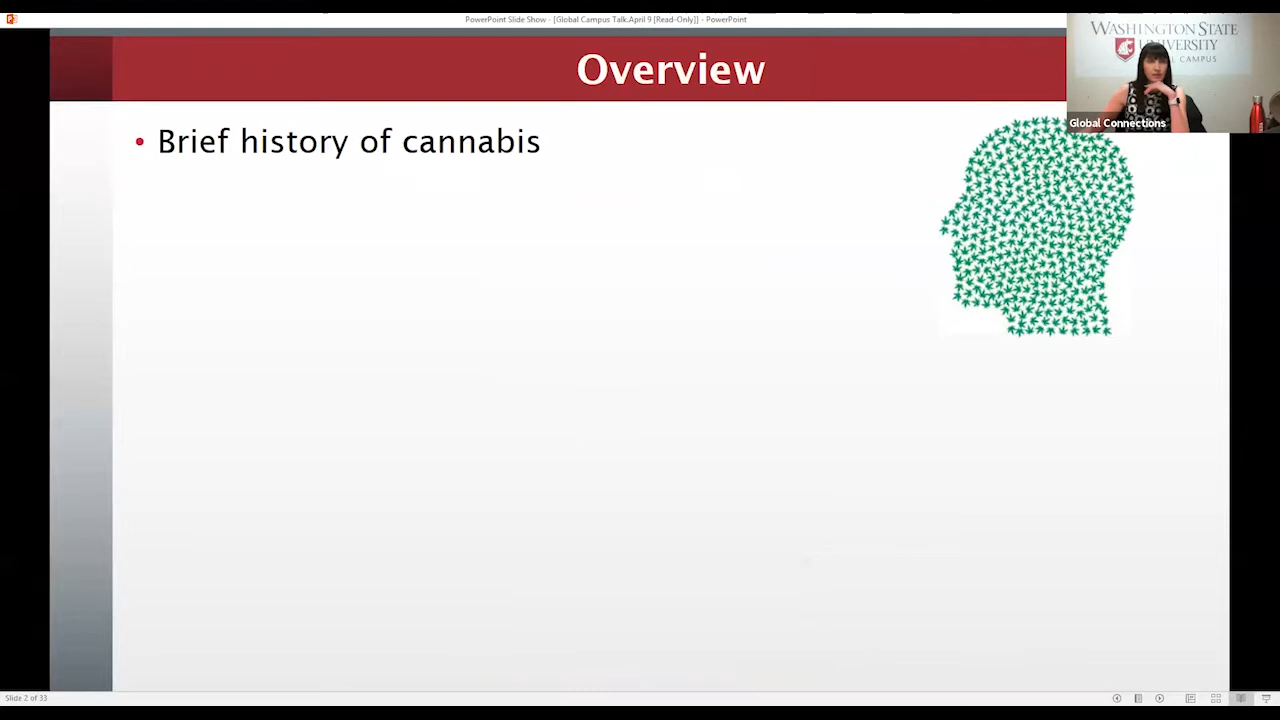 PowerPoint Slide Show - [Global Campus Talk.April 9 [Read-Only]] - PowerPoint
Overview
WASHINGTON STATE
UNIVERSITY
CAMPUS
Global Connections
• Brief history of cannabis
Slide 2 of 33